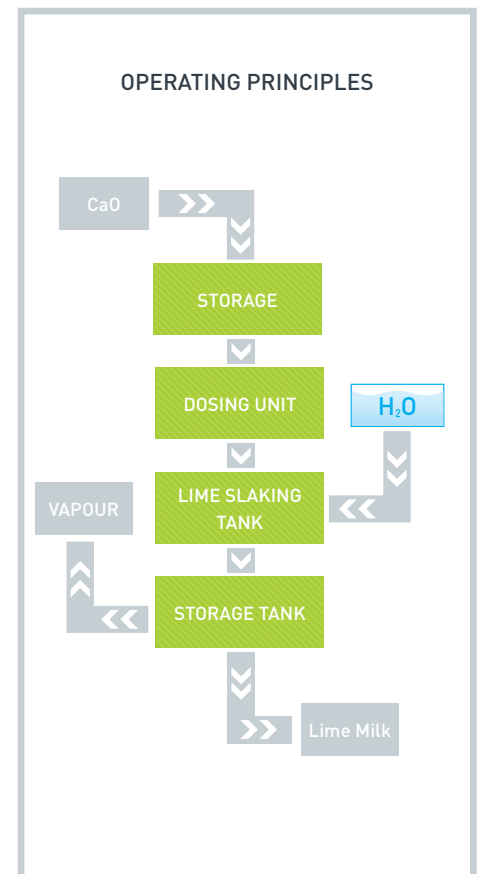 OPERATING PRINCIPLES
CaO
STORAGE
DOSING UNIT
H₂O
LIME SLAKING
TANK
VAPOUR
STORAGE TANK
Lime Milk